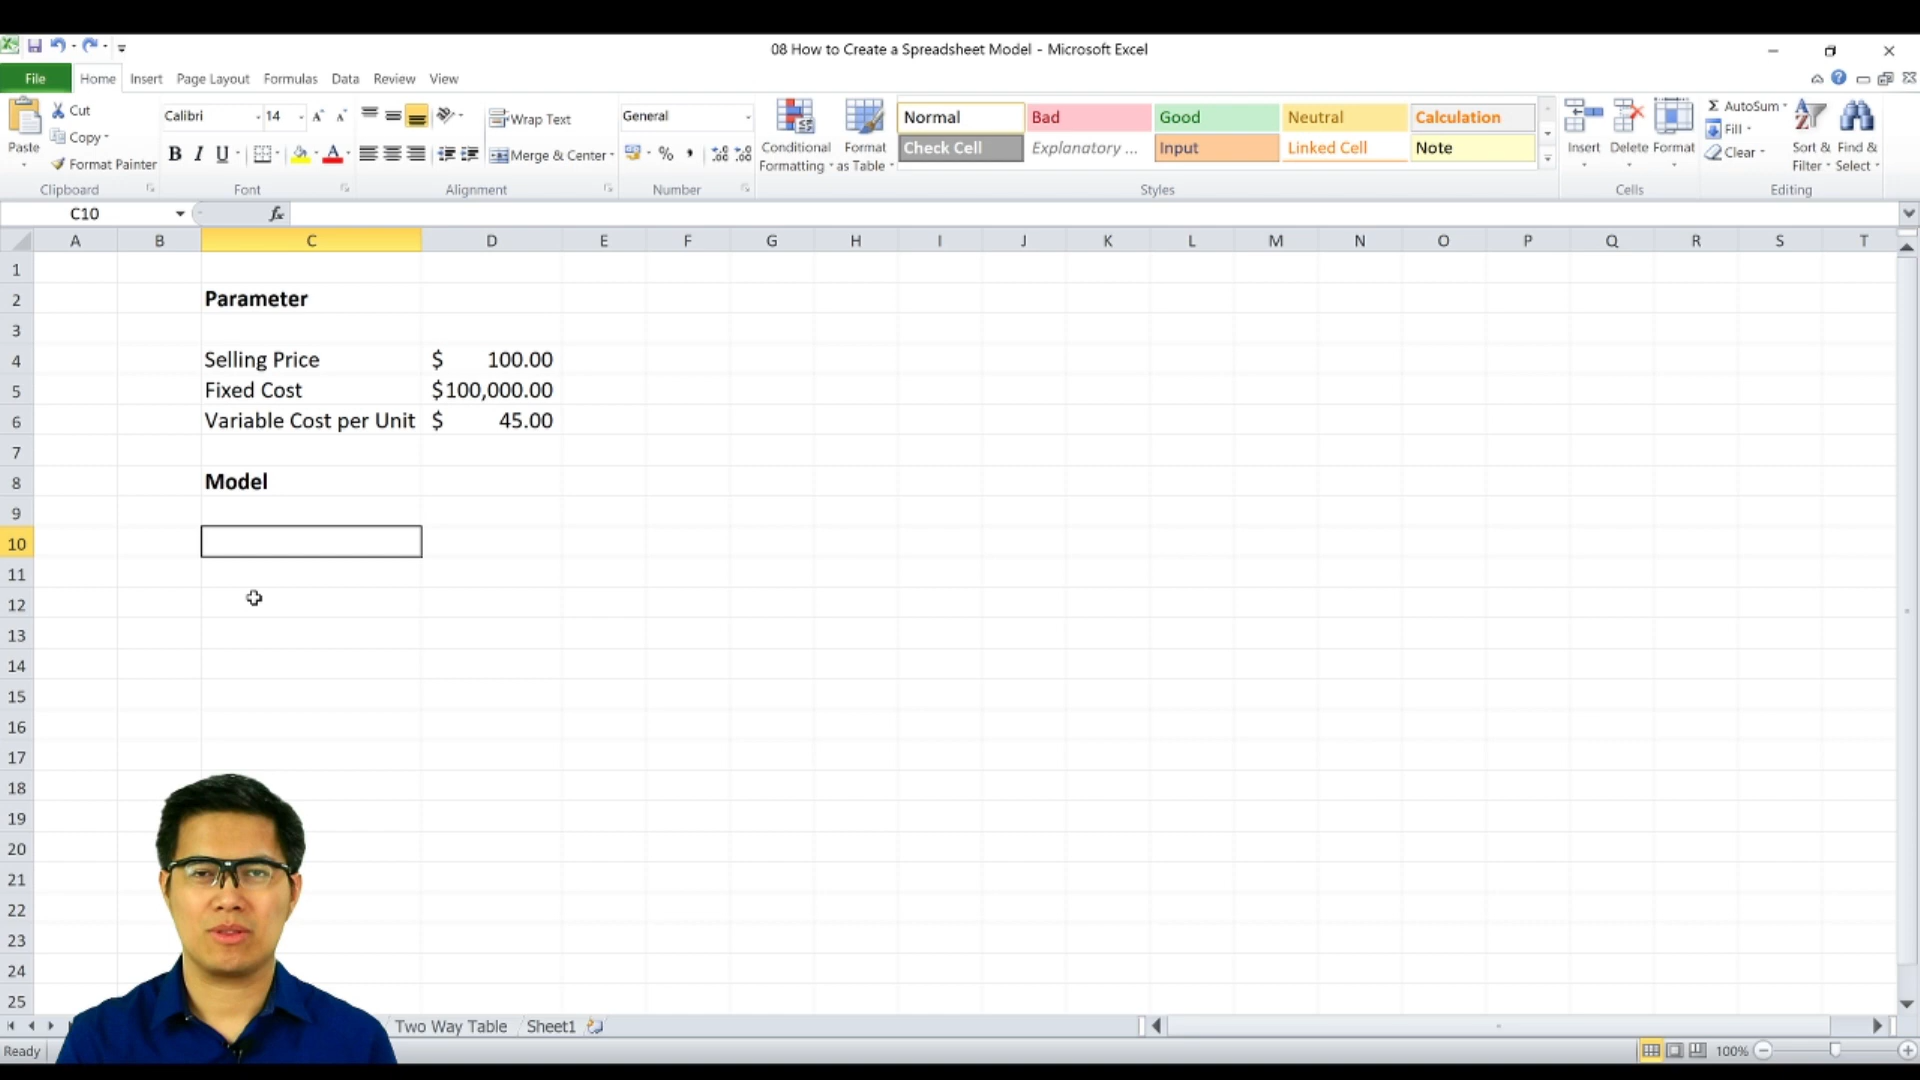 08 How to Create a Spreadsheet Model - Microsoft Excel
File Home Insert Page Layout Formulas Data Review View
Paste
Cut
Copy
Format Painter
Clipboard
Calibri 14
B I U
Font
Wrap Text
Merge & Center
Alignment
General
%
Number
Conditional Formatting
Format as Table
Normal Bad Good Neutral Calculation
Check Cell Explanatory ... Input Linked Cell Note
Styles
Insert Delete Format
Cells
Σ AutoSum
Fill
Clear
Sort & Filter
Find & Select
Editing
C10 fx
A B C D E F G H I J K L M N O P Q R S T
1
2 Parameter
3
4 Selling Price $ 100.00
5 Fixed Cost $100,000.00
6 Variable Cost per Unit $ 45.00
7
8 Model
9
10
11
12
13
14
15
16
17
18
19
20
21
22
23
24
25
Two Way Table Sheet1
Ready 100%